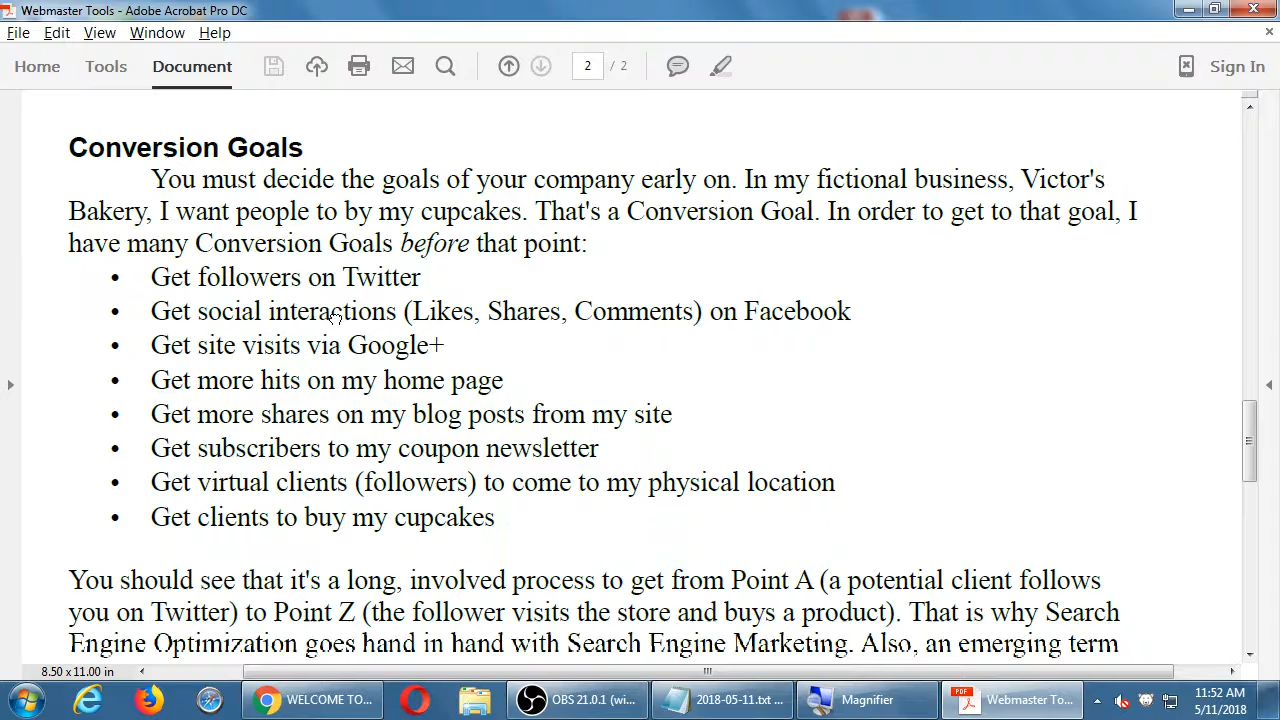 Webmaster Tools - Adobe Acrobat Pro DC
File Edit View Window Help
Home Tools Document 2 / 2 Sign In
Conversion Goals
You must decide the goals of your company early on. In my fictional business, Victor's
Bakery, I want people to by my cupcakes. That's a Conversion Goal. In order to get to that goal, I
have many Conversion Goals before that point:
• Get followers on Twitter
• Get social interactions (Likes, Shares, Comments) on Facebook
• Get site visits via Google+
• Get more hits on my home page
• Get more shares on my blog posts from my site
• Get subscribers to my coupon newsletter
• Get virtual clients (followers) to come to my physical location
• Get clients to buy my cupcakes
You should see that it's a long, involved process to get from Point A (a potential client follows
you on Twitter) to Point Z (the follower visits the store and buys a product). That is why Search
Engine Optimization goes hand in hand with Search Engine Marketing. Also, an emerging term
8.50 x 11.00 in
WELCOME TO... OBS 21.0.1 (wi... 2018-05-11.txt ... Magnifier PDF Webmaster To... 11:52 AM
5/11/2018